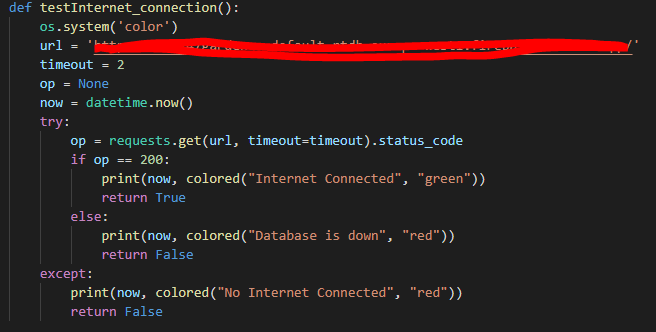 def testInternet_connection():
os.system('color')
url = '
timeout = 2
op = None
now = datetime.now()
try:
op = requests.get(url, timeout=timeout).status_code
if op == 200:
print(now, colored("Internet Connected", "green"))
return True
else:
print(now, colored("Database is down", "red"))
return False
except:
print(now, colored("No Internet Connected", "red"))
return False